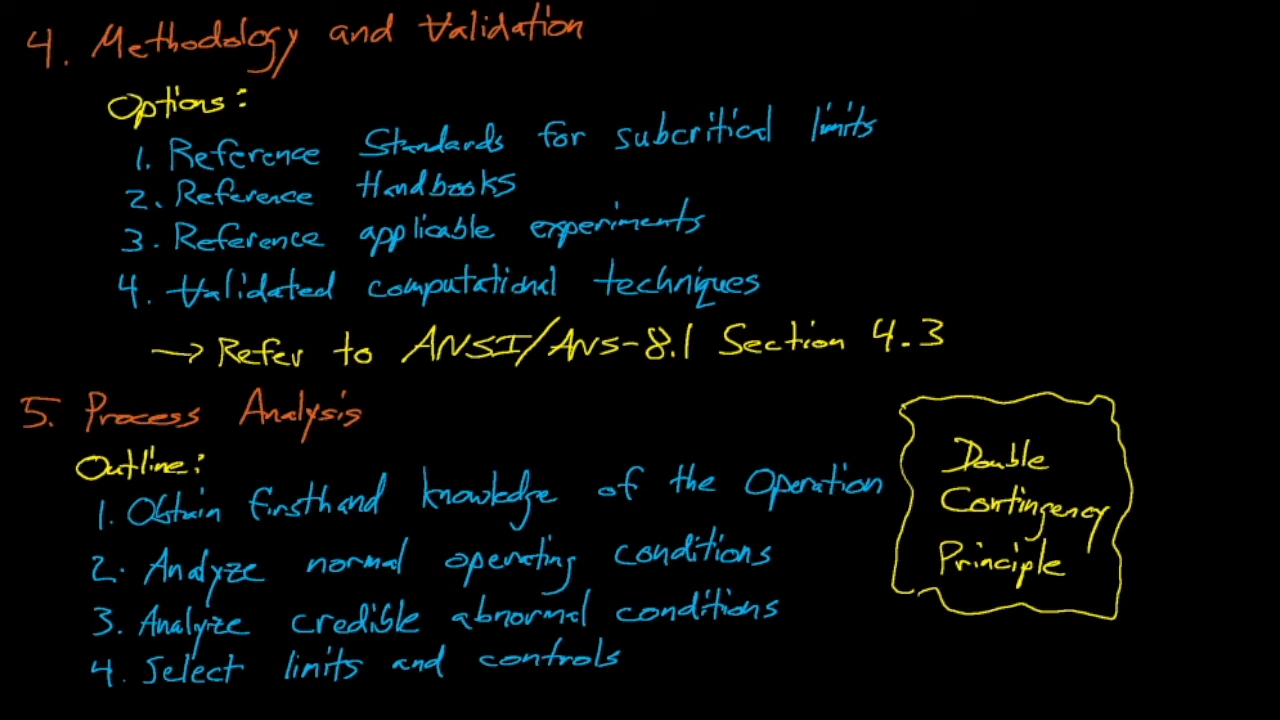 4. Methodology and Validation
Options:
1. Reference Standards for subcritical limits
2. Reference Handbooks
3. Reference applicable experiments
4. Validated computational techniques
→ Refer to ANSI/ANS-8.1 Section 4.3
5. Process Analysis
Outline:
1. Obtain firsthand knowledge of the Operation
2. Analyze normal operating conditions
3. Analyze credible abnormal conditions
4. Select limits and controls
Double
Contingency
Principle